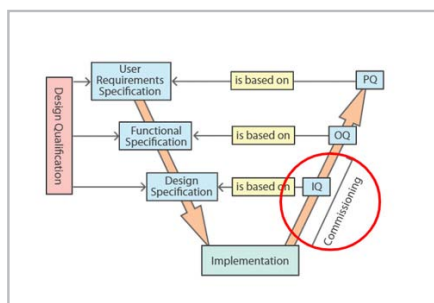 User
Requirements
Specification
is based on
PQ
Design Qualification
Functional
Specification
is based on
OQ
Design
Specification
is based on
IQ
Commissioning
Implementation